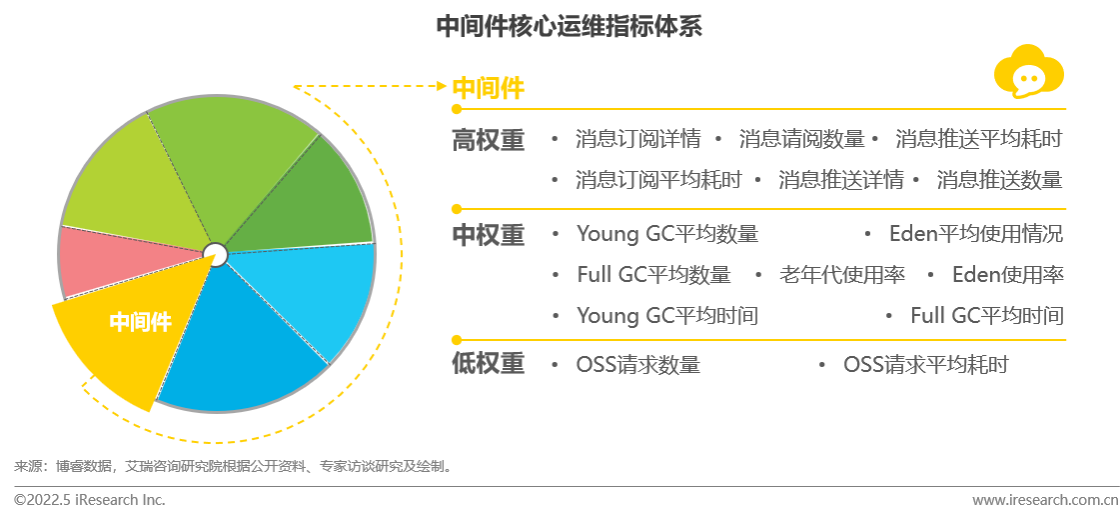 中间件核心运维指标体系
中间件
高权重 • 消息订阅详情 • 消息请阅数量 • 消息推送平均耗时
• 消息订阅平均耗时 • 消息推送详情 • 消息推送数量
中权重 • Young GC平均数量 • Eden平均使用情况
• Full GC平均数量 • 老年代使用率 • Eden使用率
• Young GC平均时间 • Full GC平均时间
低权重 • OSS请求数量 • OSS请求平均耗时
中间件
来源：博睿数据，艾瑞咨询研究院根据公开资料、专家访谈研究及绘制。
©2022.5 iResearch Inc. www.iresearch.com.cn